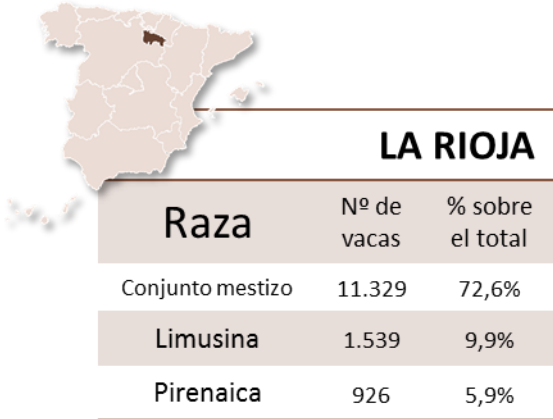 LA RIOJA
Raza Nº de vacas % sobre el total
Conjunto mestizo 11.329 72,6%
Limusina 1.539 9,9%
Pirenaica 926 5,9%